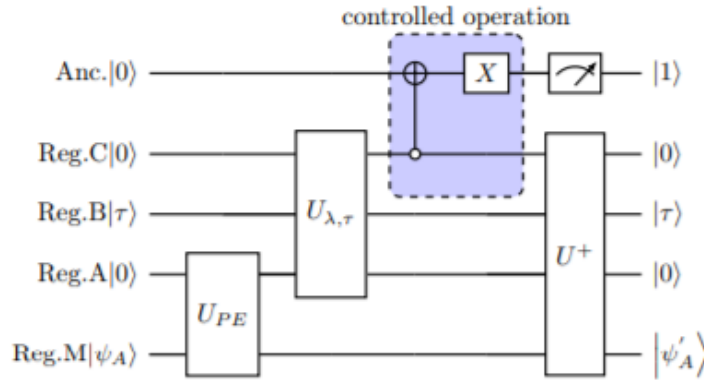 controlled operation
Anc.|0⟩ X |1⟩
Reg.C|0⟩ |0⟩
Reg.B|τ⟩ U_{λ,τ} |τ⟩
Reg.A|0⟩ U^+ |0⟩
U_{PE}
Reg.M|ψ_A⟩ |ψ'_A⟩